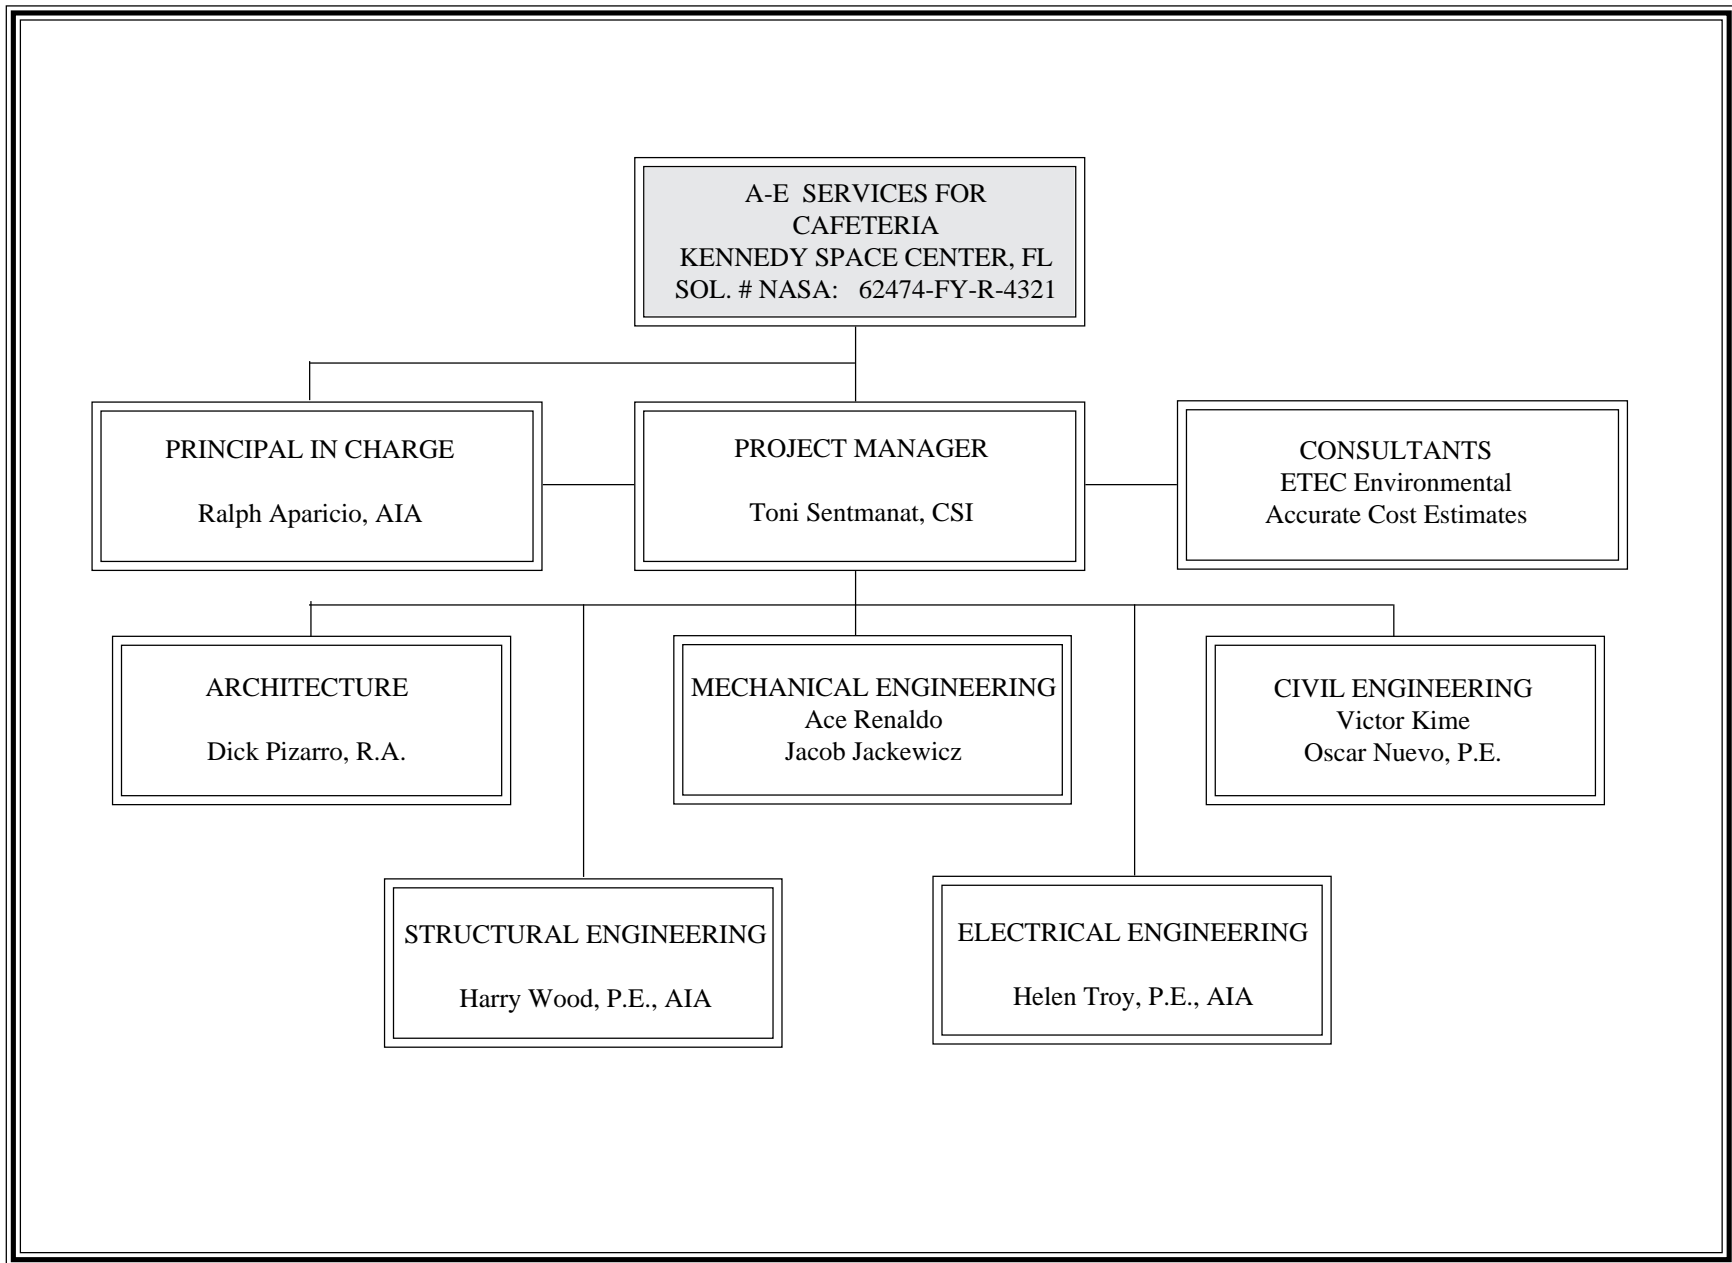 A-E SERVICES FOR
CAFETERIA
KENNEDY SPACE CENTER, FL
SOL. # NASA: 62474-FY-R-4321
PRINCIPAL IN CHARGE
Ralph Aparicio, AIA
PROJECT MANAGER
Toni Sentmanat, CSI
CONSULTANTS
ETEC Environmental
Accurate Cost Estimates
ARCHITECTURE
Dick Pizarro, R.A.
MECHANICAL ENGINEERING
Ace Renaldo
Jacob Jackewicz
CIVIL ENGINEERING
Victor Kime
Oscar Nuevo, P.E.
STRUCTURAL ENGINEERING
Harry Wood, P.E., AIA
ELECTRICAL ENGINEERING
Helen Troy, P.E., AIA